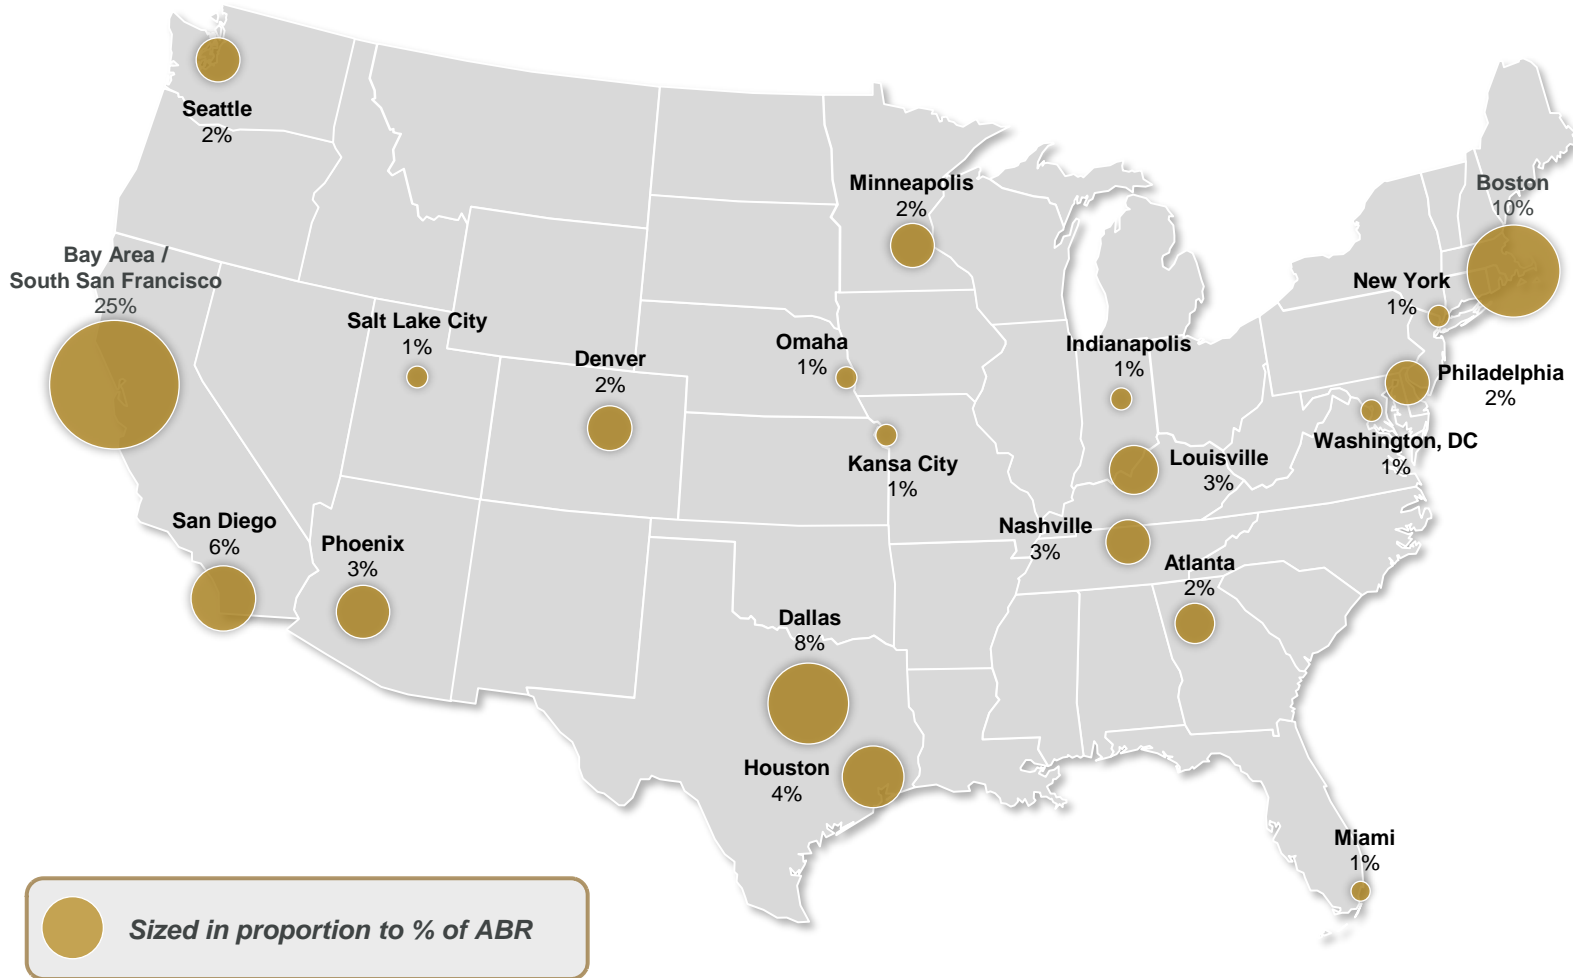 Seattle
2%
Minneapolis
2%
Boston
10%
Bay Area /
South San Francisco
25%
New York
1%
Salt Lake City
1%
Omaha
1%
Indianapolis
1%
Denver
2%
Philadelphia
2%
Washington, DC
1%
Kansa City
1%
Louisville
3%
San Diego
6%
Phoenix
3%
Nashville
3%
Atlanta
2%
Dallas
8%
Houston
4%
Miami
1%
Sized in proportion to % of ABR